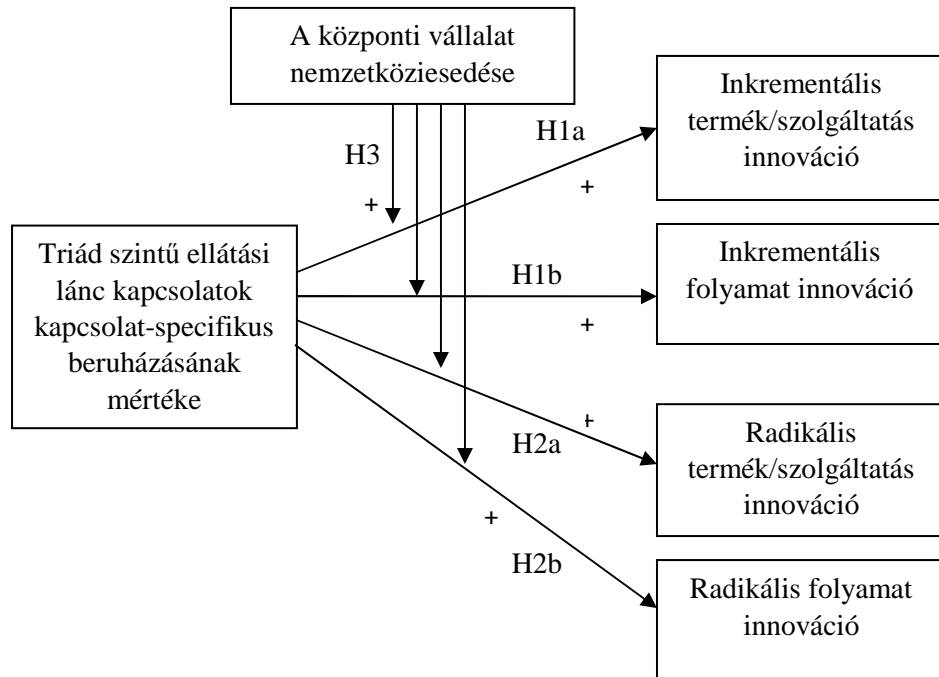 A központi vállalat
nemzetköziesedése
Inkrementális
termék/szolgáltatás
innováció
H1a
H3
+
+
Triád szintű ellátási
lánc kapcsolatok
kapcsolat-specifikus
beruházásának
mértéke
Inkrementális
folyamat innováció
H1b
+
Radikális
termék/szolgáltatás
innováció
+
H2a
+
H2b
Radikális folyamat
innováció